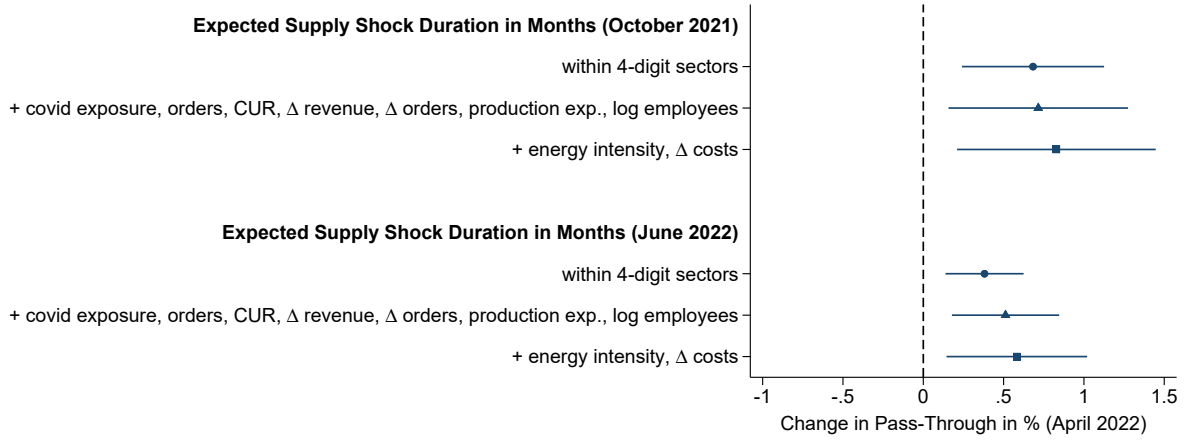 Expected Supply Shock Duration in Months (October 2021)
within 4-digit sectors
+ covid exposure, orders, CUR, Δ revenue, Δ orders, production exp., log employees
+ energy intensity, Δ costs
Expected Supply Shock Duration in Months (June 2022)
within 4-digit sectors
+ covid exposure, orders, CUR, Δ revenue, Δ orders, production exp., log employees
+ energy intensity, Δ costs
-1 -.5 0 .5 1 1.5
Change in Pass-Through in % (April 2022)